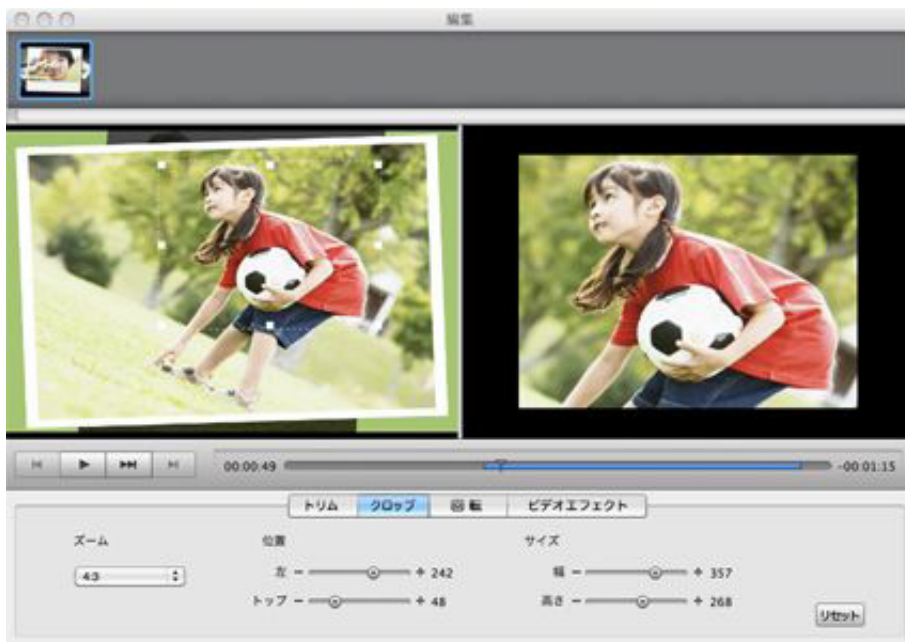 編集
00:00:49
-00:01:15
トリム クロップ 回転 ビデオエフェクト
ズーム 位置 サイズ
4:3 左 − + 242 幅 − + 357
トップ − + 48 高さ − + 268
リセット